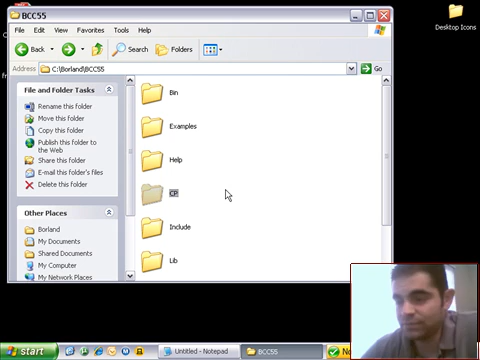 BCC55
Desktop Icons
File Edit View Favorites Tools Help
Back Search Folders
Address C:\Borland\BCC55 Go
File and Folder Tasks
Rename this folder
Move this folder
Copy this folder
Publish this folder to
the Web
Share this folder
E-mail this folder's files
Delete this folder
Other Places
Borland
My Documents
Shared Documents
My Computer
My Network Places
Bin
Examples
Help
CP
Include
Lib
start
Untitled - Notepad
BCC55